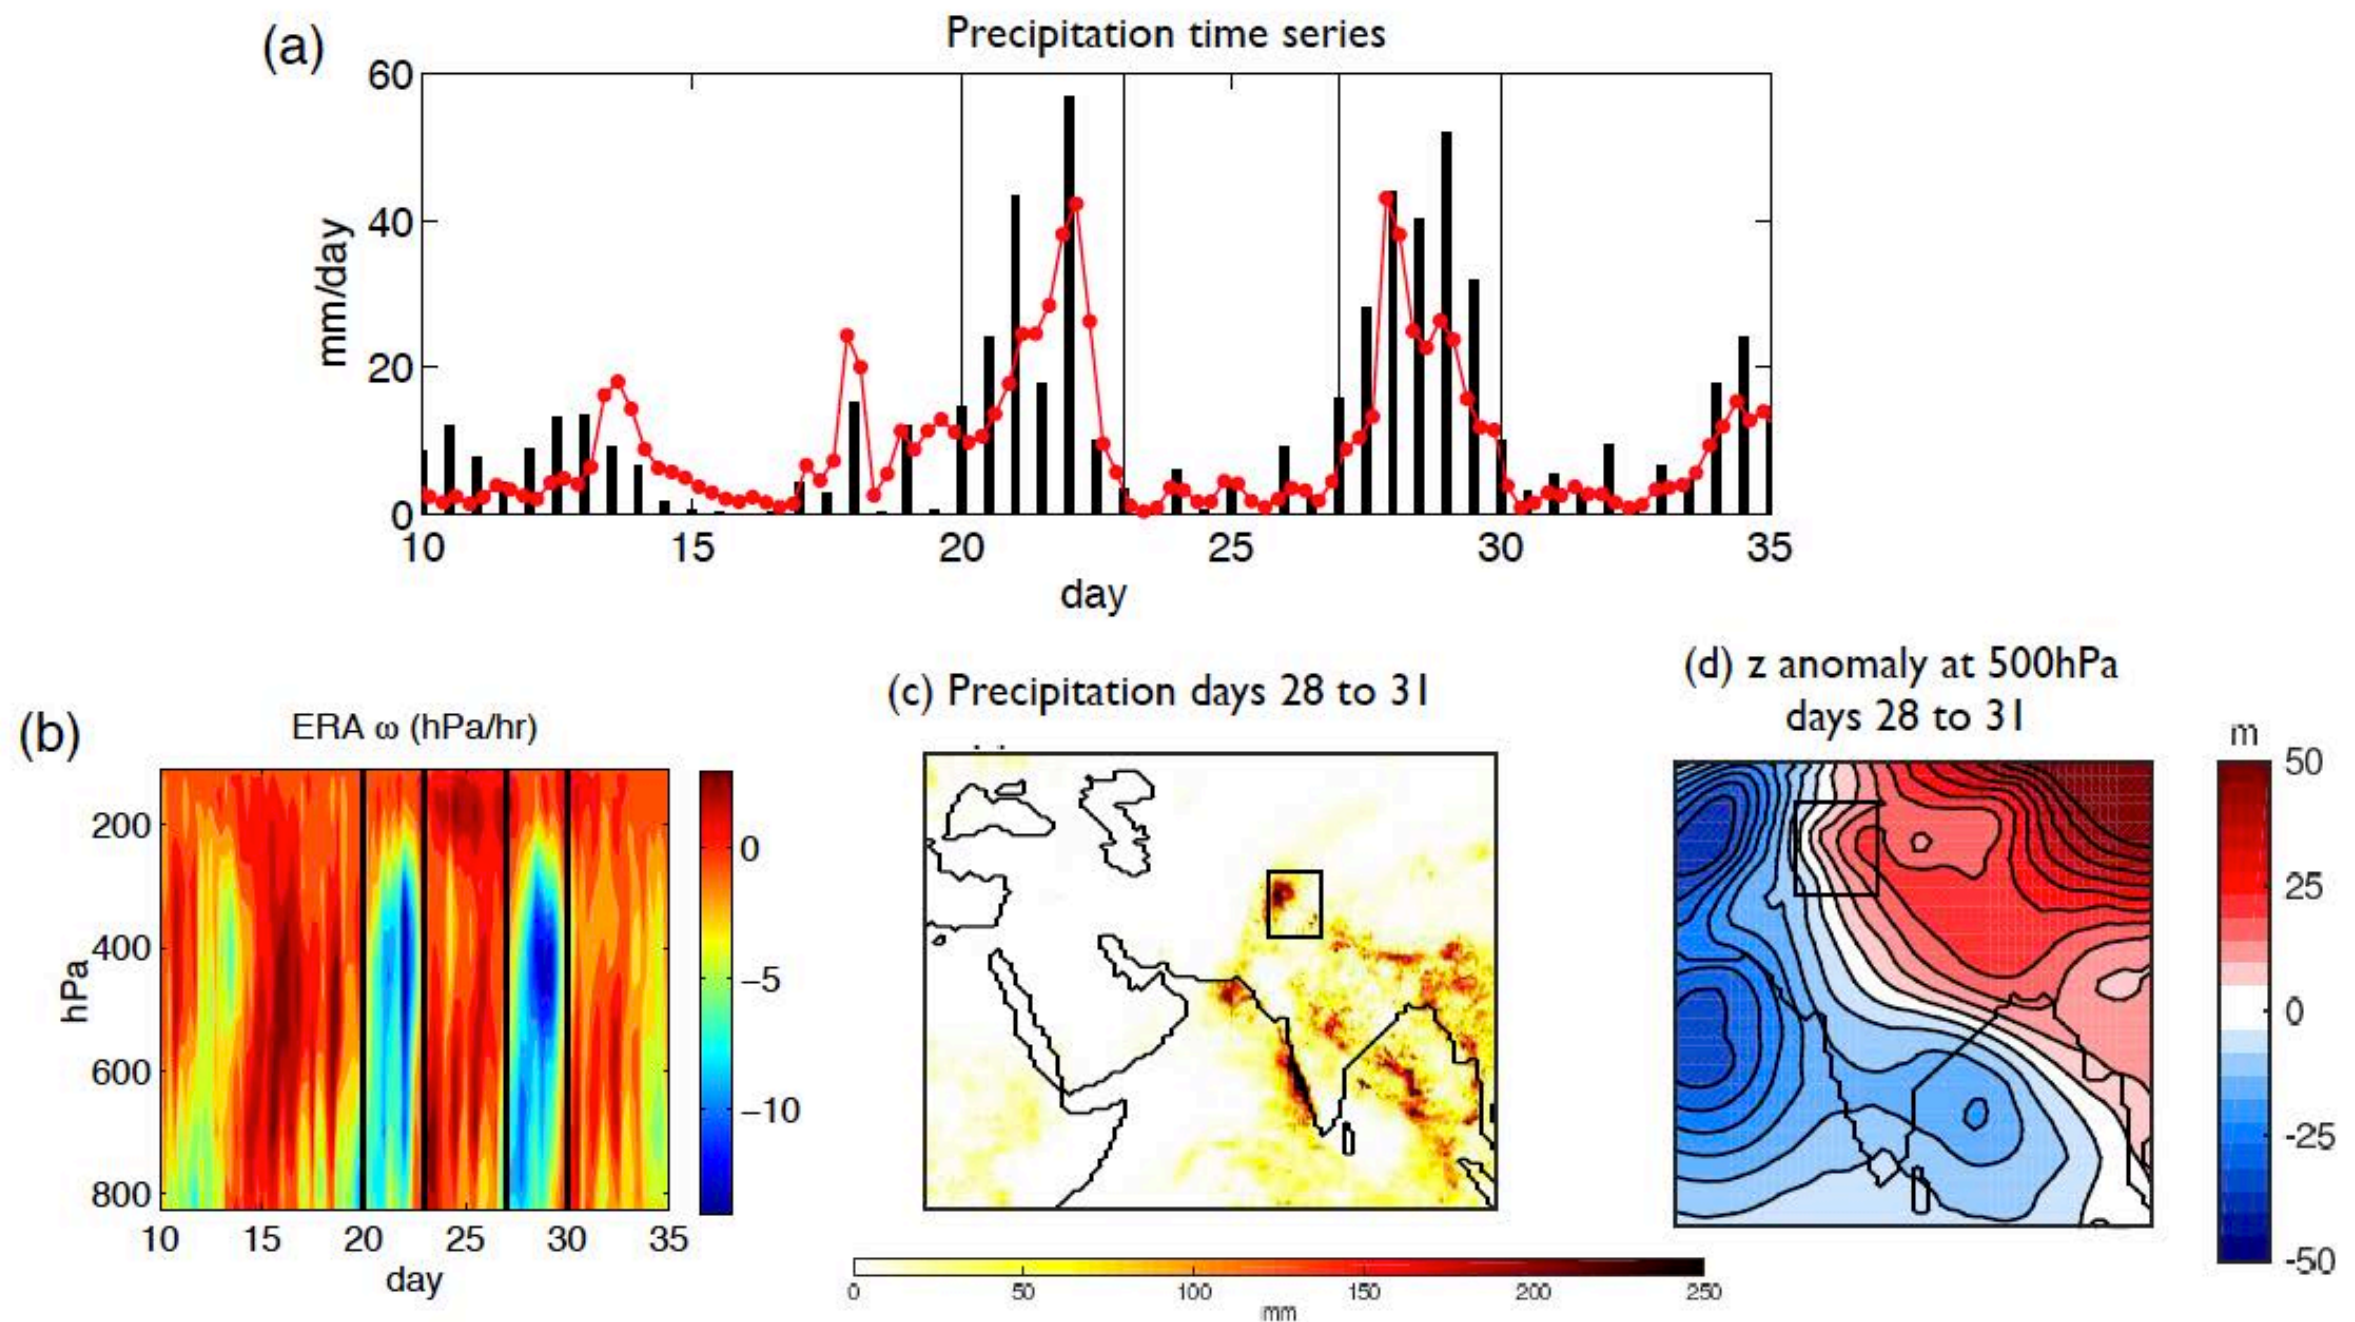 (a)
Precipitation time series
60
40
20
0
mm/day
10 15 20 25 30 35
day
(b)
ERA ω (hPa/hr)
200
400
600
800
hPa
10 15 20 25 30 35
day
0
−5
−10
(c) Precipitation days 28 to 31
0 50 100 150 200 250
mm
(d) z anomaly at 500hPa
days 28 to 31
m
50
25
0
-25
-50